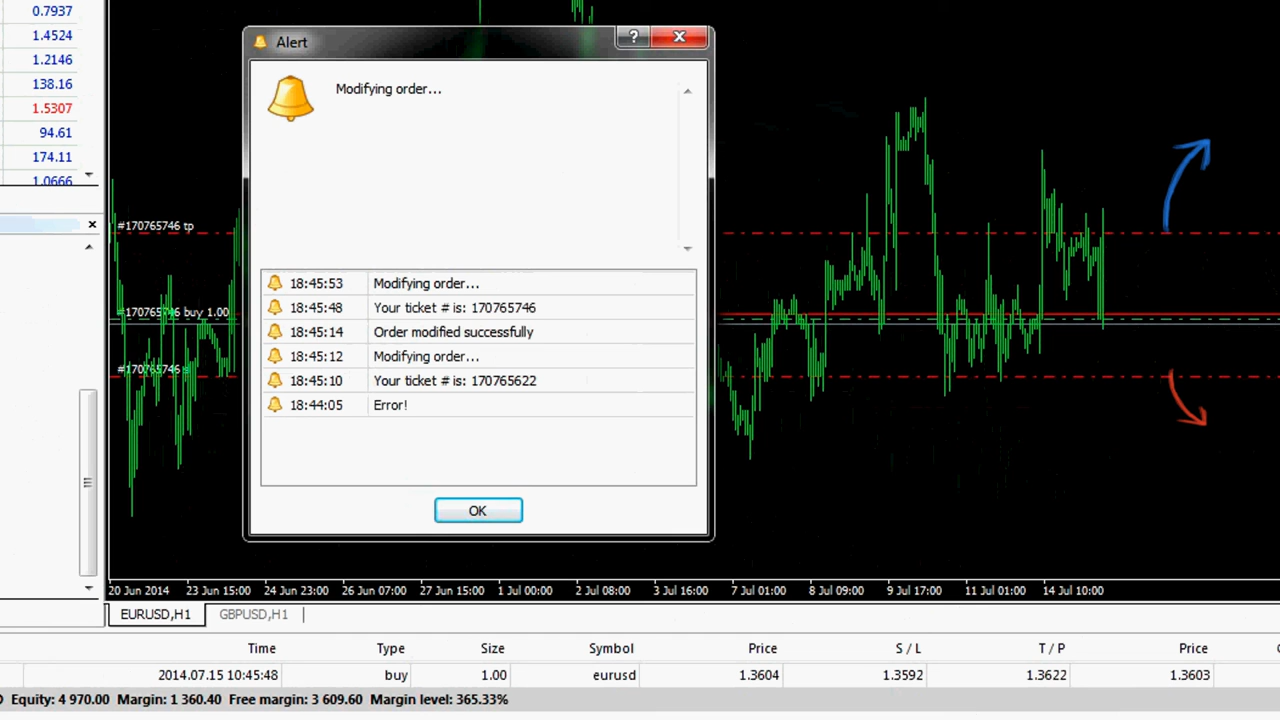 0.7937
1.4524
1.2146
138.16
1.5307
94.61
174.11
1.0666
Alert
?
Modifying order...
18:45:53 Modifying order...
18:45:48 Your ticket # is: 170765746
18:45:14 Order modified successfully
18:45:12 Modifying order...
18:45:10 Your ticket # is: 170765622
18:44:05 Error!
OK
#170765746 tp
#170765746 buy 1.00
#170765746 sl
20 Jun 2014 23 Jun 15:00 24 Jun 23:00 26 Jun 07:00 27 Jun 15:00 1 Jul 00:00 2 Jul 08:00 3 Jul 16:00 7 Jul 01:00 8 Jul 09:00 9 Jul 17:00 11 Jul 01:00 14 Jul 10:00
EURUSD,H1 GBPUSD,H1
Time Type Size Symbol Price S / L T / P Price
2014.07.15 10:45:48 buy 1.00 eurusd 1.3604 1.3592 1.3622 1.3603
Equity: 4 970.00 Margin: 1 360.40 Free margin: 3 609.60 Margin level: 365.33%